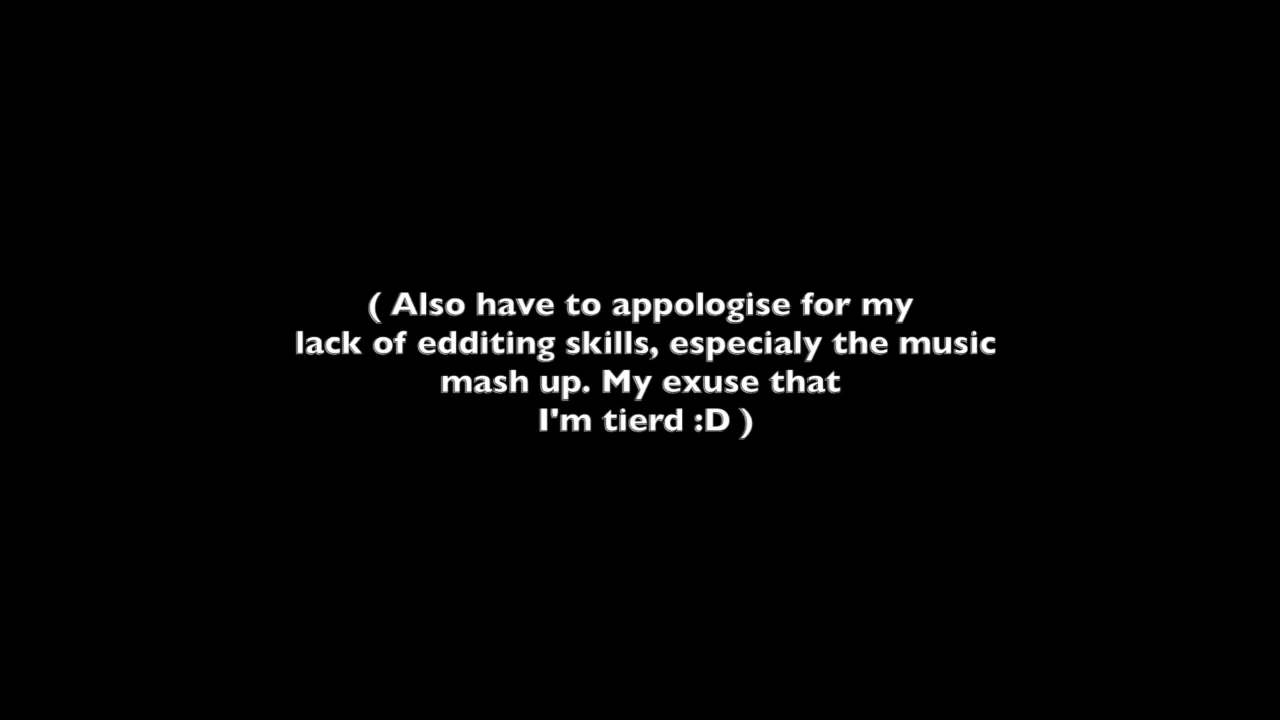 ( Also have to appologise for my
lack of edditing skills, especialy the music
mash up. My exuse that
I'm tierd :D )